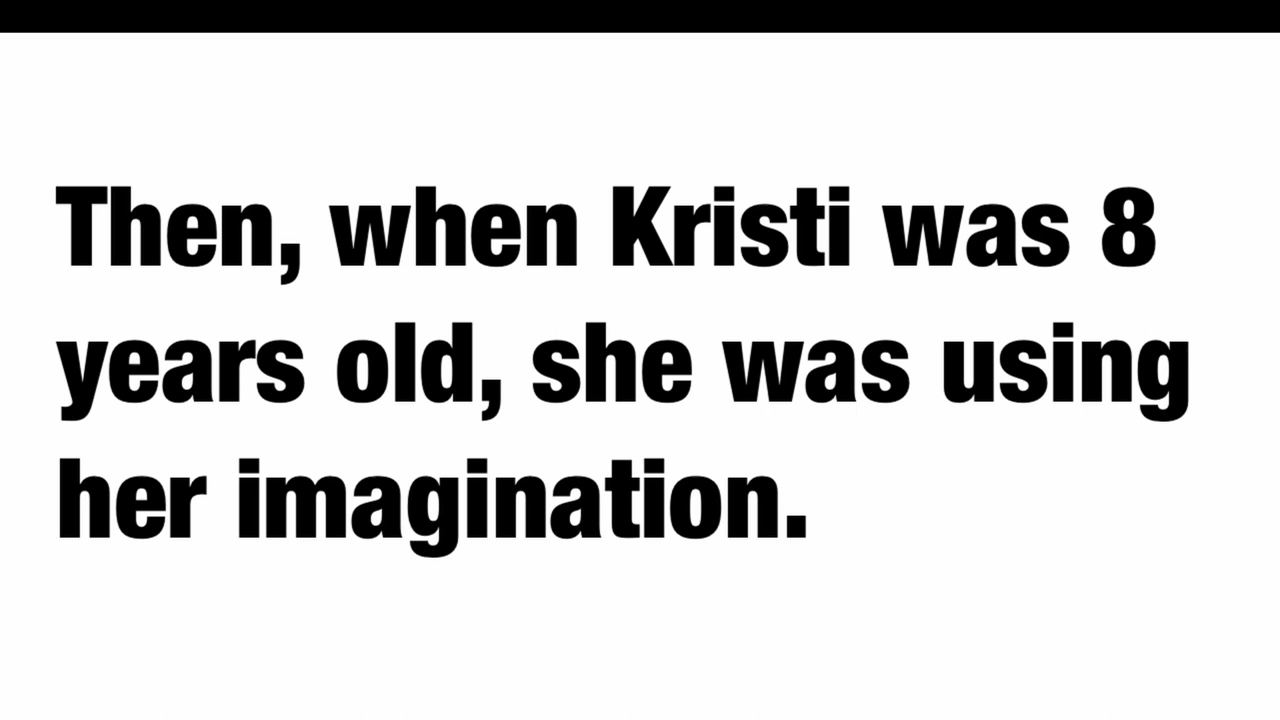 Then, when Kristi was 8
years old, she was using
her imagination.